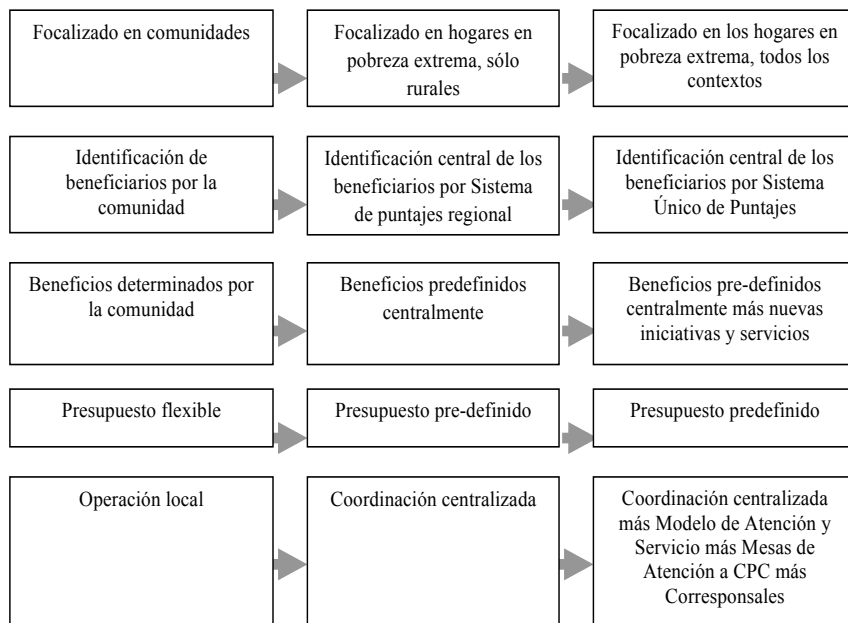 Focalizado en comunidades
Focalizado en hogares en
pobreza extrema, sólo
rurales
Focalizado en los hogares en
pobreza extrema, todos los
contextos
Identificación de
beneficiarios por la
comunidad
Identificación central de los
beneficiarios por Sistema
de puntajes regional
Identificación central de los
beneficiarios por Sistema
Único de Puntajes
Beneficios determinados por
la comunidad
Beneficios predefinidos
centralmente
Beneficios pre-definidos
centralmente más nuevas
iniciativas y servicios
Presupuesto flexible
Presupuesto pre-definido
Presupuesto predefinido
Operación local
Coordinación centralizada
Coordinación centralizada
más Modelo de Atención y
Servicio más Mesas de
Atención a CPC más
Corresponsales